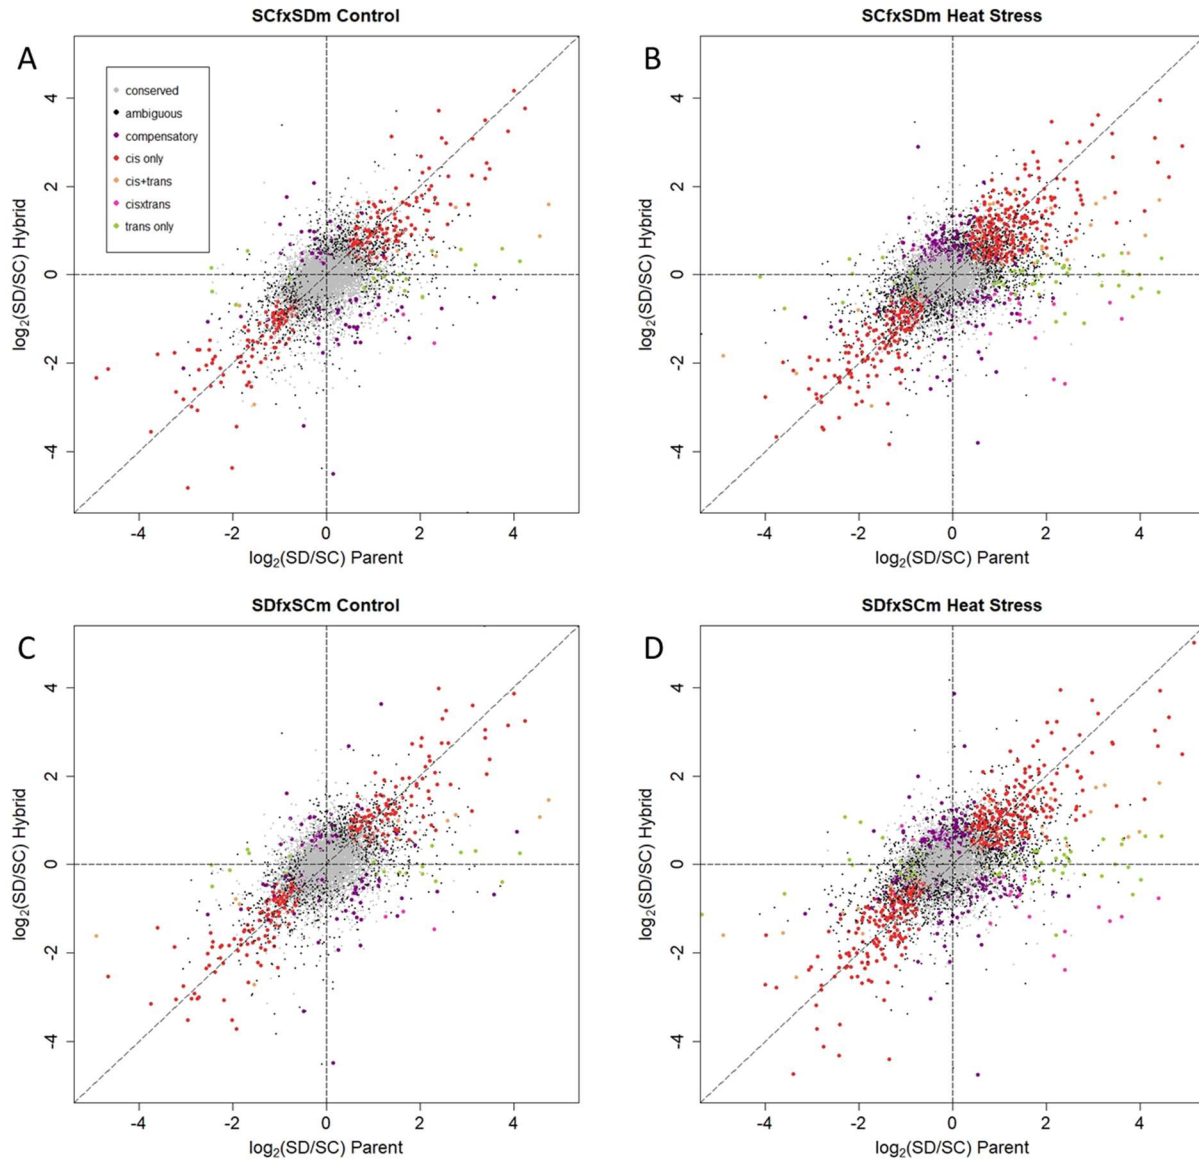 SCfxSDm Control
A
conserved
ambiguous
compensatory
cis only
cis+trans
cisxtrans
trans only
log2(SD/SC) Hybrid
4
2
0
-2
-4
-4 -2 0 2 4
log2(SD/SC) Parent
SCfxSDm Heat Stress
B
log2(SD/SC) Hybrid
4
2
0
-2
-4
-4 -2 0 2 4
log2(SD/SC) Parent
SDfxSCm Control
C
log2(SD/SC) Hybrid
4
2
0
-2
-4
-4 -2 0 2 4
log2(SD/SC) Parent
SDfxSCm Heat Stress
D
log2(SD/SC) Hybrid
4
2
0
-2
-4
-4 -2 0 2 4
log2(SD/SC) Parent